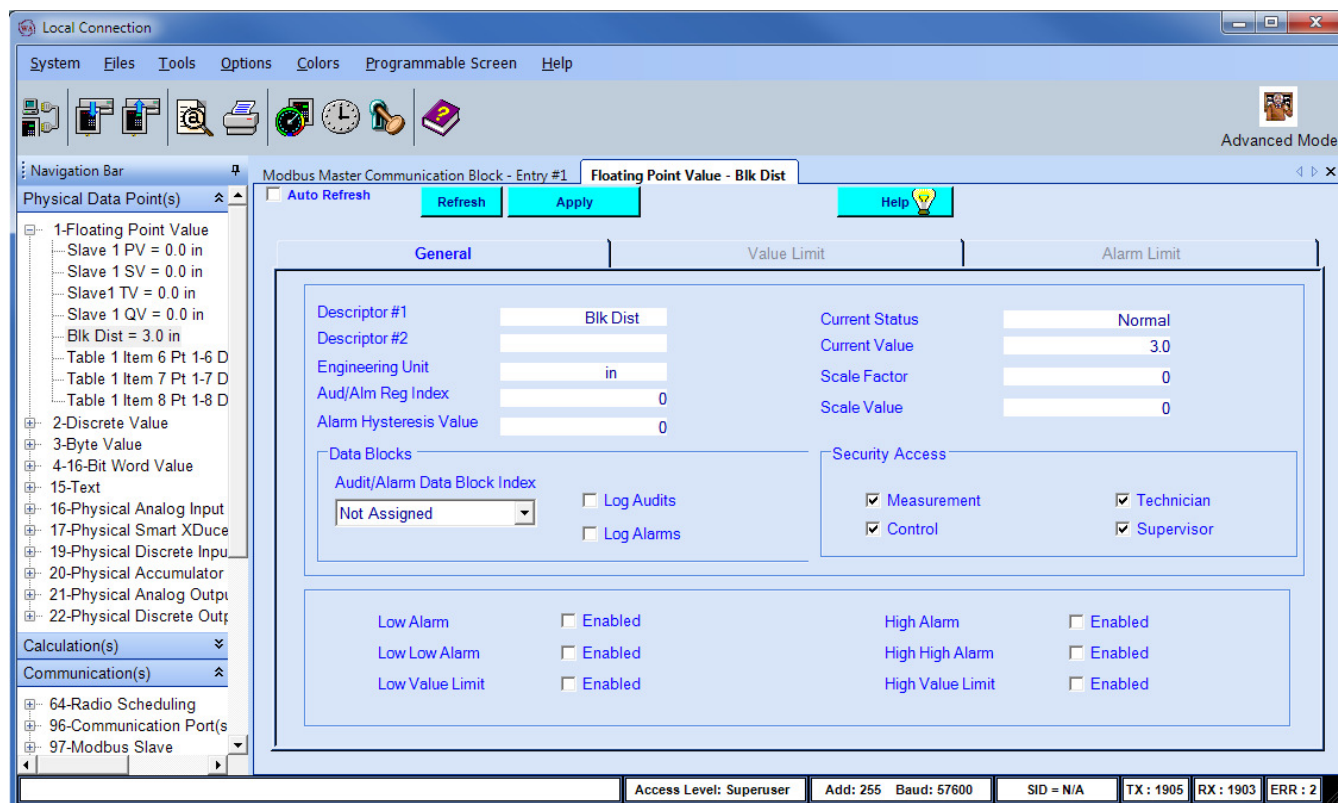 Local Connection
System Files Tools Options Colors Programmable Screen Help
Advanced Mode
Navigation Bar
Modbus Master Communication Block - Entry #1 Floating Point Value - Blk Dist
Physical Data Point(s)
1-Floating Point Value
Slave 1 PV = 0.0 in
Slave 1 SV = 0.0 in
Slave1 TV = 0.0 in
Slave 1 QV = 0.0 in
Blk Dist = 3.0 in
Table 1 Item 6 Pt 1-6 D
Table 1 Item 7 Pt 1-7 D
Table 1 Item 8 Pt 1-8 D
2-Discrete Value
3-Byte Value
4-16-Bit Word Value
15-Text
16-Physical Analog Input
17-Physical Smart XDuce
19-Physical Discrete Inpu
20-Physical Accumulator
21-Physical Analog Outpu
22-Physical Discrete Outp
Calculation(s)
Communication(s)
64-Radio Scheduling
96-Communication Port(s
97-Modbus Slave
Auto Refresh Refresh Apply Help
General Value Limit Alarm Limit
Descriptor #1 Blk Dist
Descriptor #2
Engineering Unit in
Aud/Alm Reg Index 0
Alarm Hysteresis Value 0
Current Status Normal
Current Value 3.0
Scale Factor 0
Scale Value 0
Data Blocks
Audit/Alarm Data Block Index
Not Assigned
Log Audits
Log Alarms
Security Access
Measurement Technician
Control Supervisor
Low Alarm Enabled High Alarm Enabled
Low Low Alarm Enabled High High Alarm Enabled
Low Value Limit Enabled High Value Limit Enabled
Access Level: Superuser Add: 255 Baud: 57600 SID = N/A TX : 1905 RX : 1903 ERR : 2